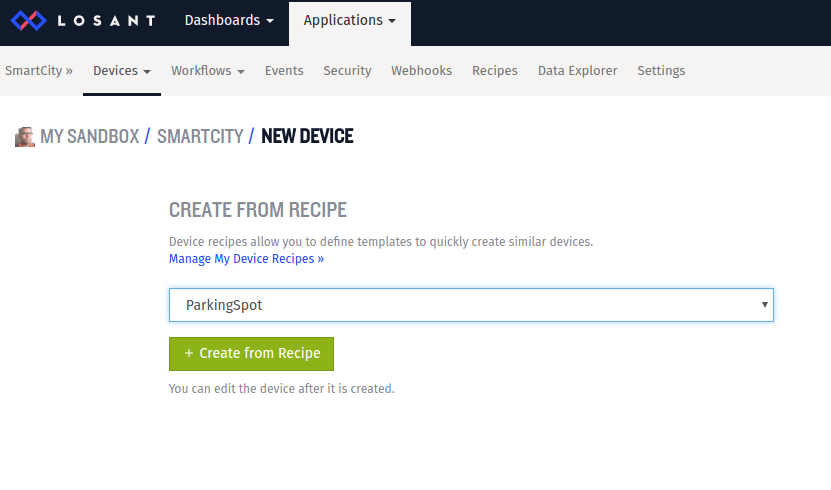 LOSANT Dashboards Applications
SmartCity » Devices Workflows Events Security Webhooks Recipes Data Explorer Settings
MY SANDBOX / SMARTCITY / NEW DEVICE
CREATE FROM RECIPE
Device recipes allow you to define templates to quickly create similar devices.
Manage My Device Recipes »
ParkingSpot
+ Create from Recipe
You can edit the device after it is created.